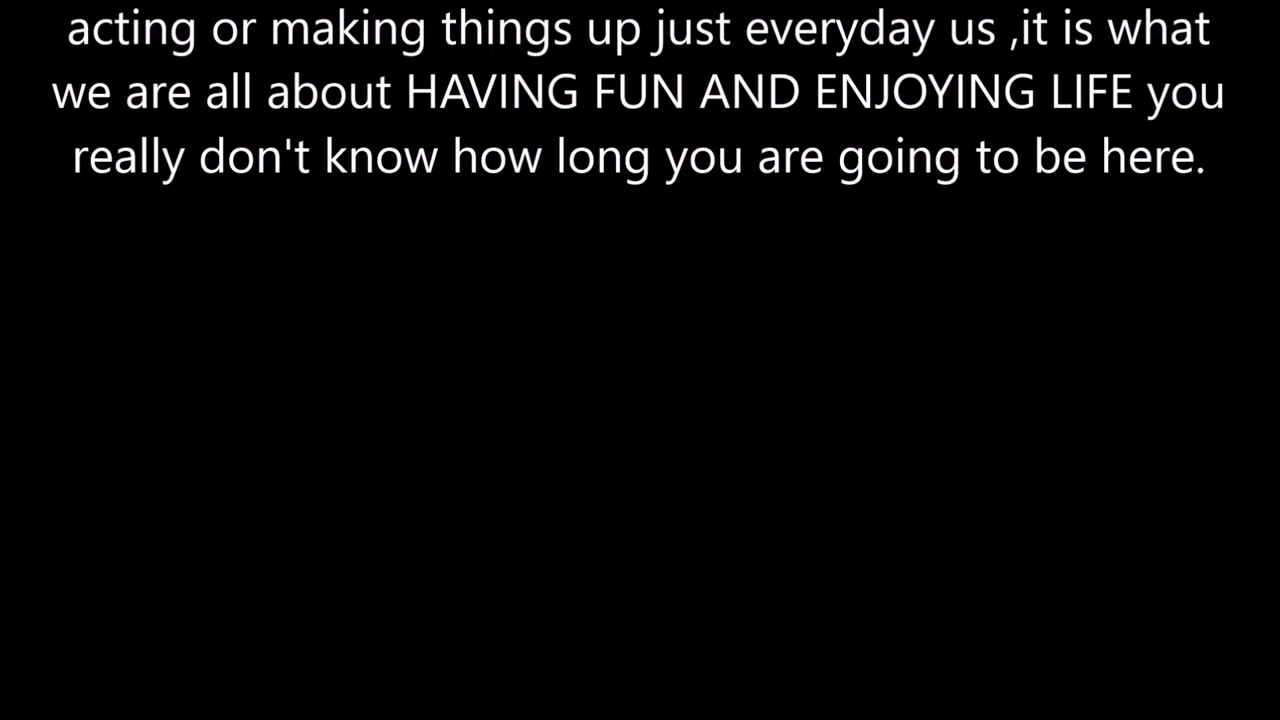 acting or making things up just everyday us ,it is what
we are all about HAVING FUN AND ENJOYING LIFE you
really don't know how long you are going to be here.